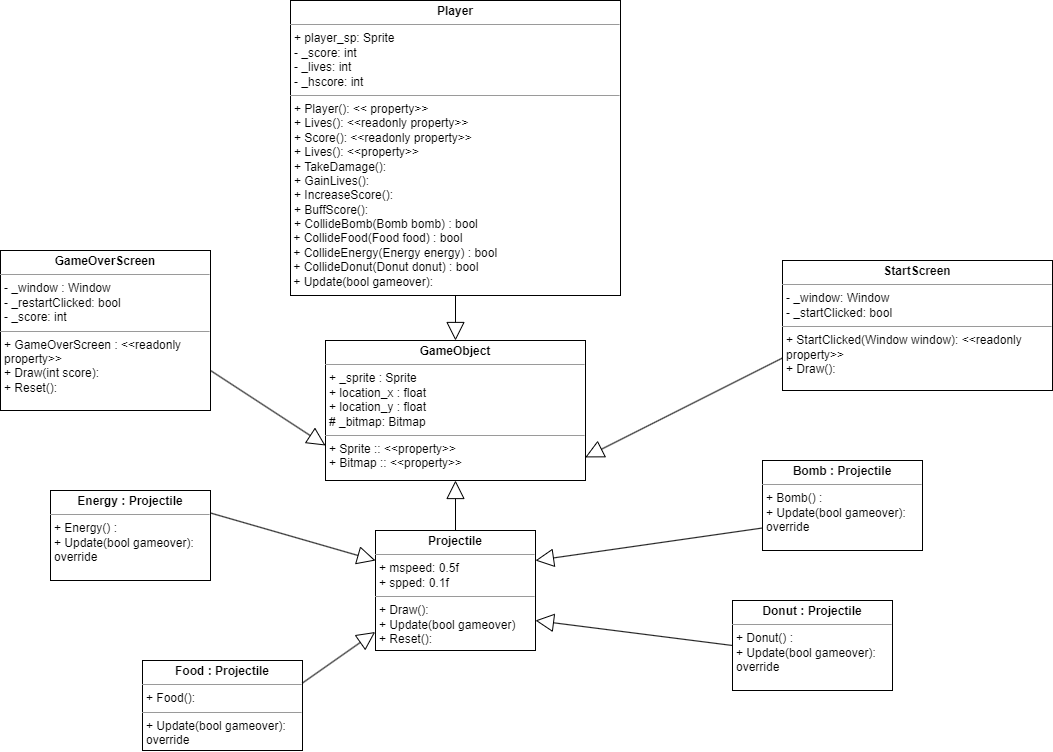 Player
+ player_sp: Sprite
- _score: int
- _lives: int
- _hscore: int
+ Player(): << property>>
+ Lives(): <<readonly property>>
+ Score(): <<readonly property>>
+ Lives(): <<property>>
+ TakeDamage():
+ GainLives():
+ IncreaseScore():
+ BuffScore():
+ CollideBomb(Bomb bomb) : bool
+ CollideFood(Food food) : bool
+ CollideEnergy(Energy energy) : bool
+ CollideDonut(Donut donut) : bool
+ Update(bool gameover):
GameOverScreen
- _window : Window
- _restartClicked: bool
- _score: int
+ GameOverScreen : <<readonly
property>>
+ Draw(int score):
+ Reset():
StartScreen
- _window: Window
- _startClicked: bool
+ StartClicked(Window window): <<readonly
property>>
+ Draw():
GameObject
+ _sprite : Sprite
+ location_x : float
+ location_y : float
# _bitmap: Bitmap
+ Sprite :: <<property>>
+ Bitmap :: <<property>>
Energy : Projectile
+ Energy() :
+ Update(bool gameover):
override
Bomb : Projectile
+ Bomb() :
+ Update(bool gameover):
override
Projectile
+ mspeed: 0.5f
+ spped: 0.1f
+ Draw():
+ Update(bool gameover)
+ Reset():
Donut : Projectile
+ Donut() :
+ Update(bool gameover):
override
Food : Projectile
+ Food():
+ Update(bool gameover):
override